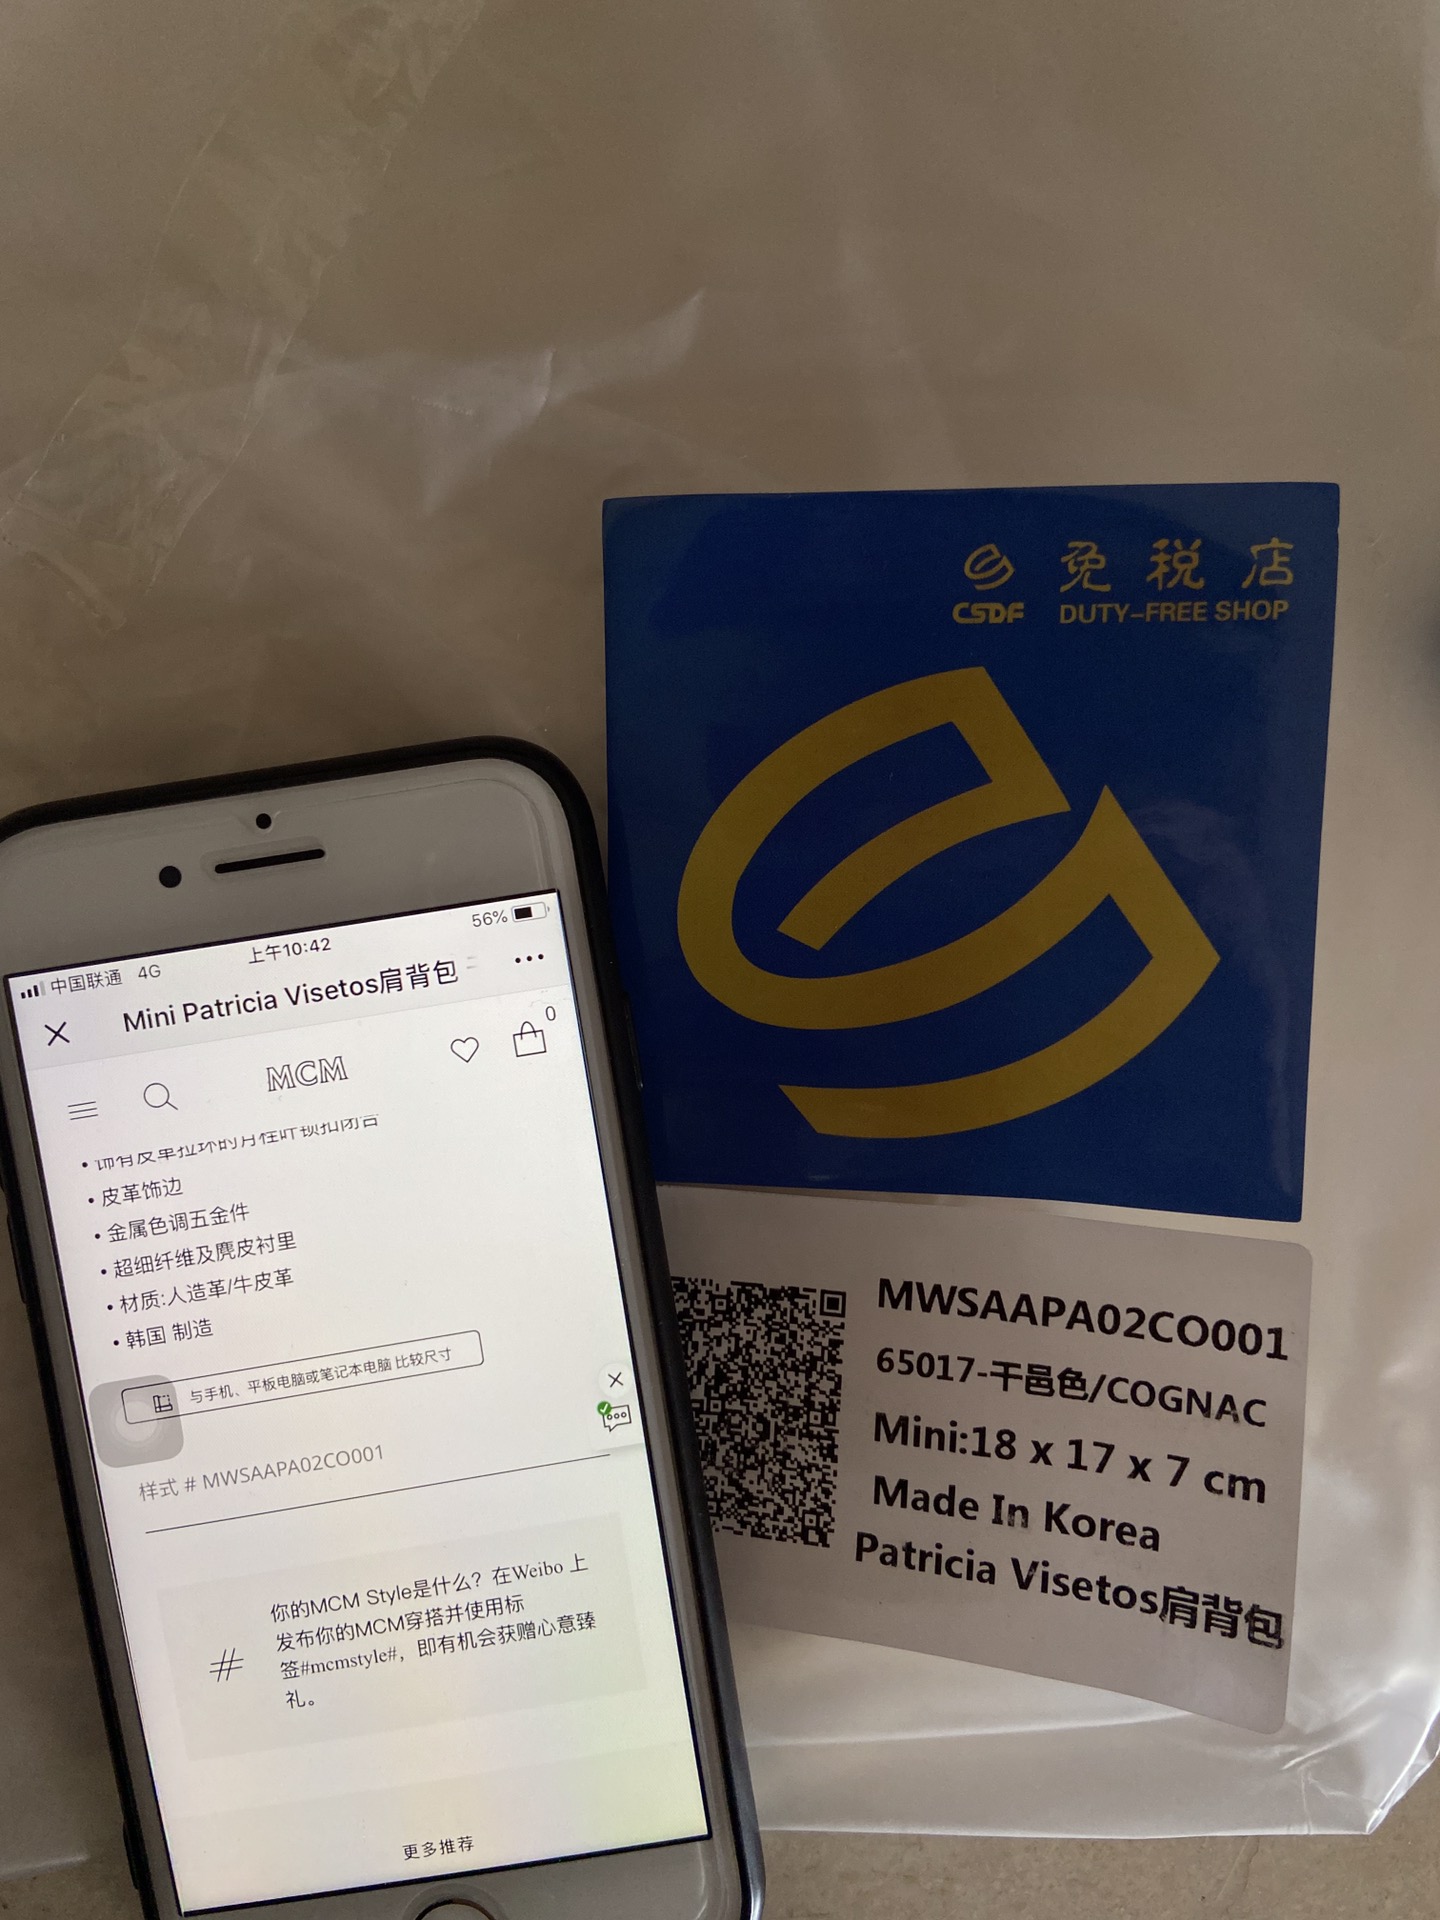 中国联通 4G 上午10:42 56%
Mini Patricia Visetos肩背包
MCM
0
• 皮革饰边
• 金属色调五金件
• 超细纤维及麂皮衬里
• 材质:人造革/牛皮革
• 韩国 制造
与手机、平板电脑或笔记本电脑 比较尺寸
样式 # MWSAAPA02CO001
#
你的MCM Style是什么？在Weibo 上
发布你的MCM穿搭并使用标
签#mcmstyle#，即有机会获赠心意臻
礼。
更多推荐
CSDF
免税店
DUTY-FREE SHOP
MWSAAPA02CO001
65017-干邑色/COGNAC
Mini:18 x 17 x 7 cm
Made In Korea
Patricia Visetos肩背包